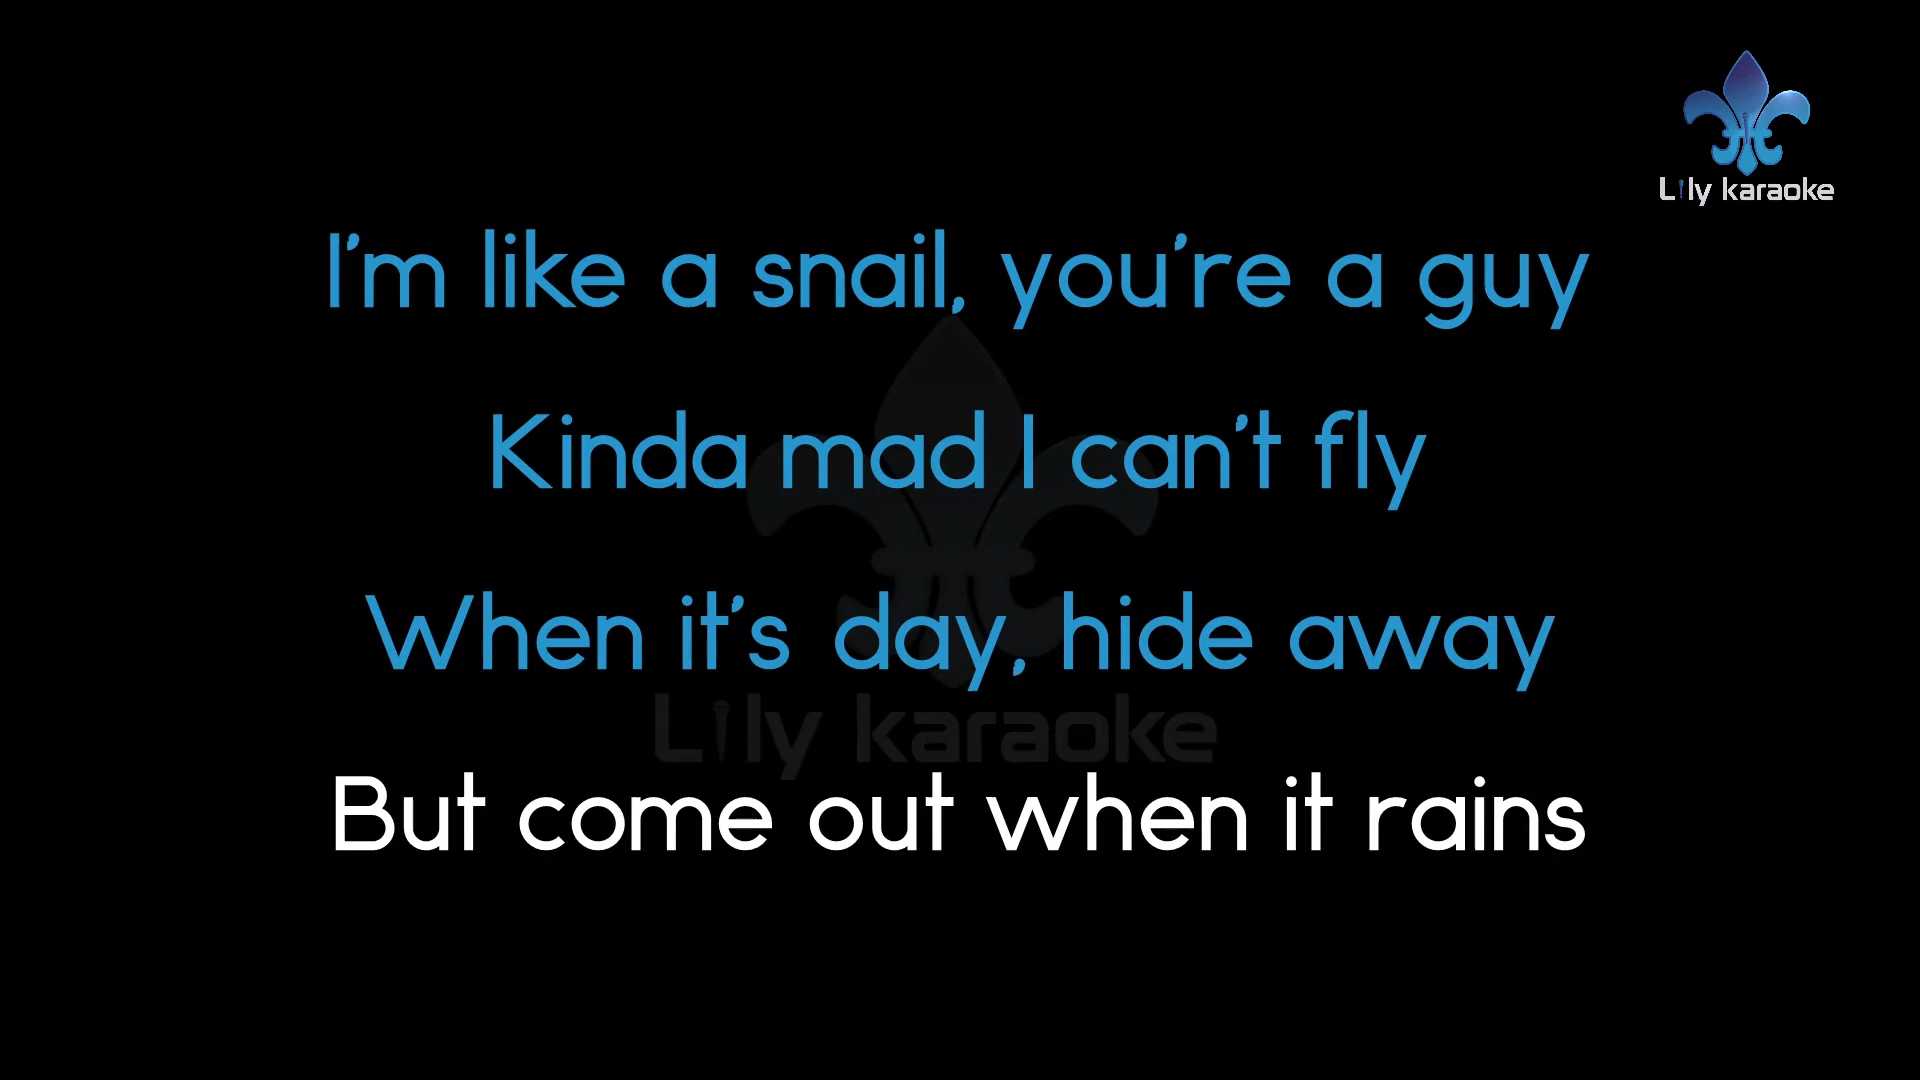 Lily karaoke
I'm like a snail, you're a guy
Kinda mad I can't fly
When it's day, hide away
Lily karaoke
But come out when it rains